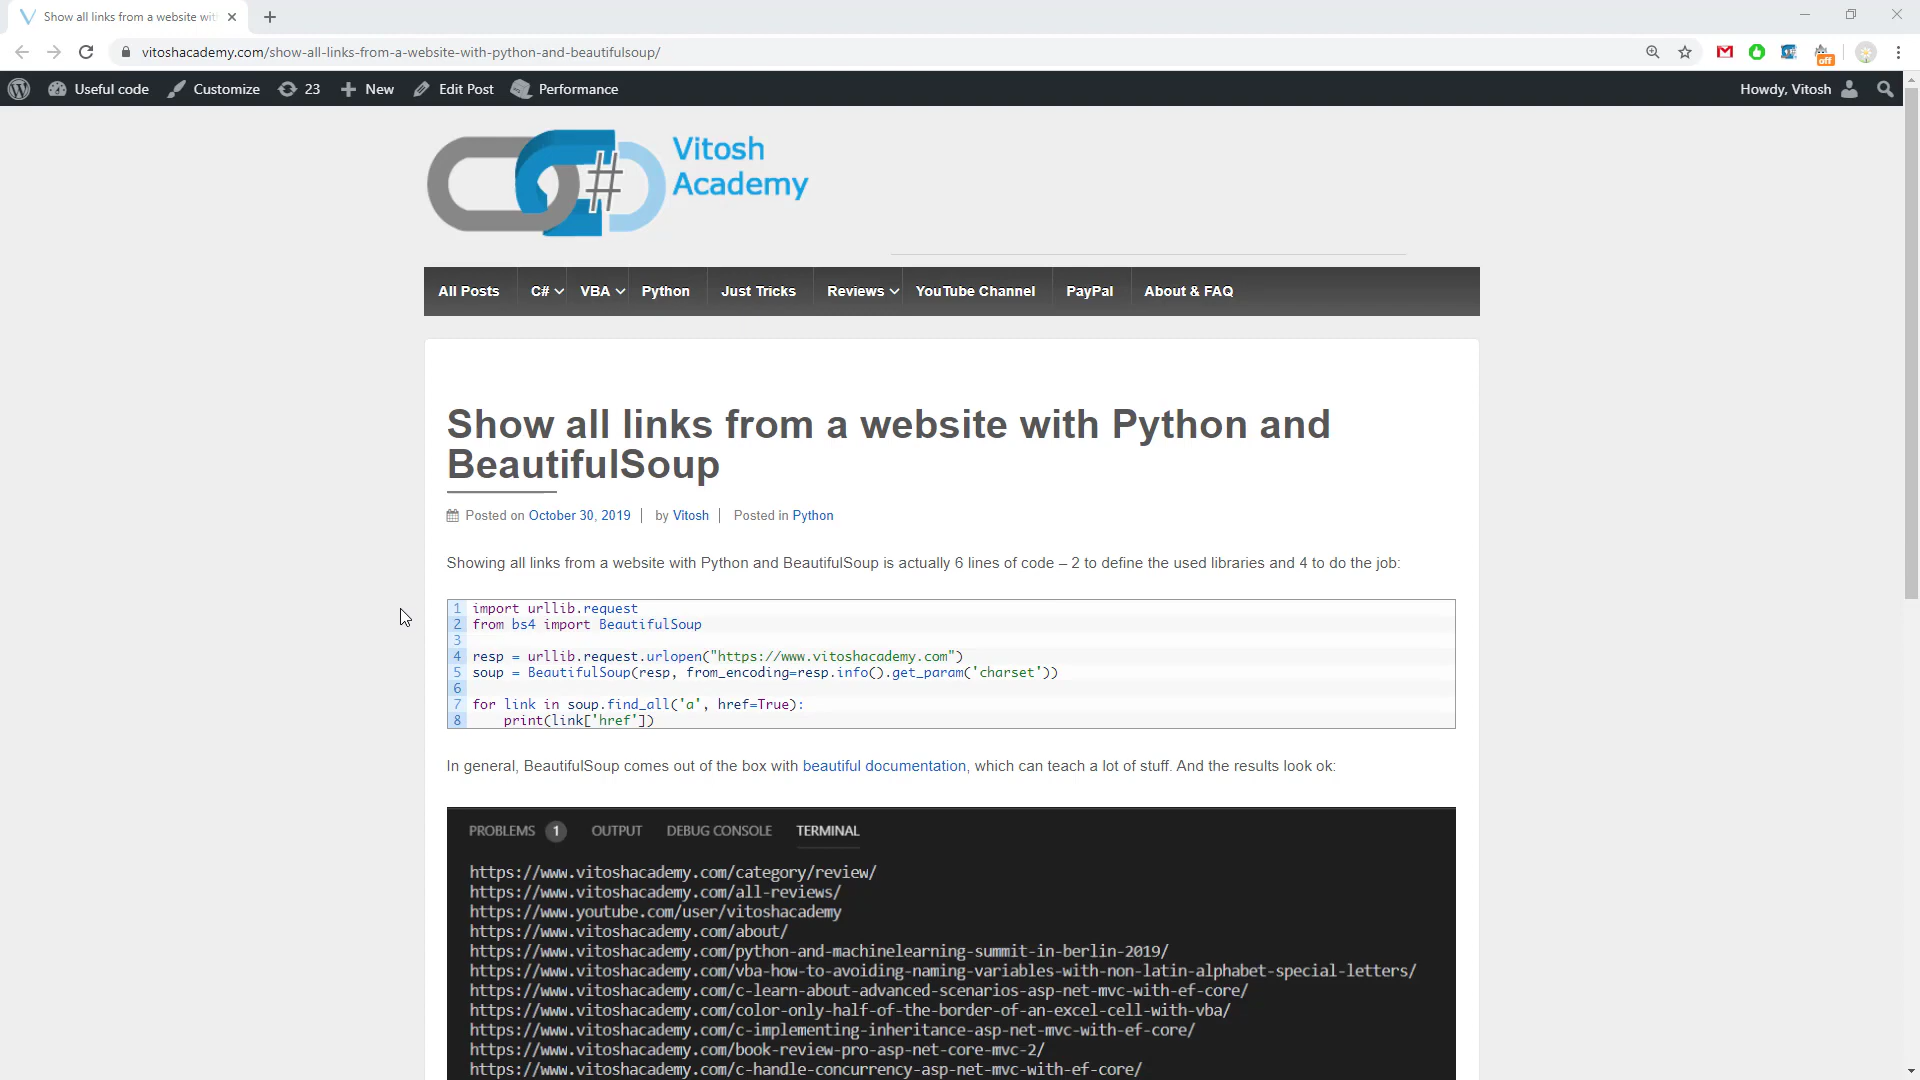 Show all links from a website wit
vitoshacademy.com/show-all-links-from-a-website-with-python-and-beautifulsoup/
off
Useful code
Customize
23
New
Edit Post
Performance
Howdy, Vitosh
#
Vitosh
Academy
All Posts
C#
VBA
Python
Just Tricks
Reviews
YouTube Channel
PayPal
About & FAQ
Show all links from a website with Python and
BeautifulSoup
Posted on October 30, 2019 | by Vitosh | Posted in Python
Showing all links from a website with Python and BeautifulSoup is actually 6 lines of code – 2 to define the used libraries and 4 to do the job:
1 import urllib.request
2 from bs4 import BeautifulSoup
3
4 resp = urllib.request.urlopen("https://www.vitoshacademy.com")
5 soup = BeautifulSoup(resp, from_encoding=resp.info().get_param('charset'))
6
7 for link in soup.find_all('a', href=True):
8     print(link['href'])
In general, BeautifulSoup comes out of the box with beautiful documentation, which can teach a lot of stuff. And the results look ok:
PROBLEMS 1 OUTPUT DEBUG CONSOLE TERMINAL
https://www.vitoshacademy.com/category/review/
https://www.vitoshacademy.com/all-reviews/
https://www.youtube.com/user/vitoshacademy
https://www.vitoshacademy.com/about/
https://www.vitoshacademy.com/python-and-machinelearning-summit-in-berlin-2019/
https://www.vitoshacademy.com/vba-how-to-avoiding-naming-variables-with-non-latin-alphabet-special-letters/
https://www.vitoshacademy.com/c-learn-about-advanced-scenarios-asp-net-mvc-with-ef-core/
https://www.vitoshacademy.com/color-only-half-of-the-border-of-an-excel-cell-with-vba/
https://www.vitoshacademy.com/c-implementing-inheritance-asp-net-mvc-with-ef-core/
https://www.vitoshacademy.com/book-review-pro-asp-net-core-mvc-2/
https://www.vitoshacademy.com/c-handle-concurrency-asp-net-mvc-with-ef-core/